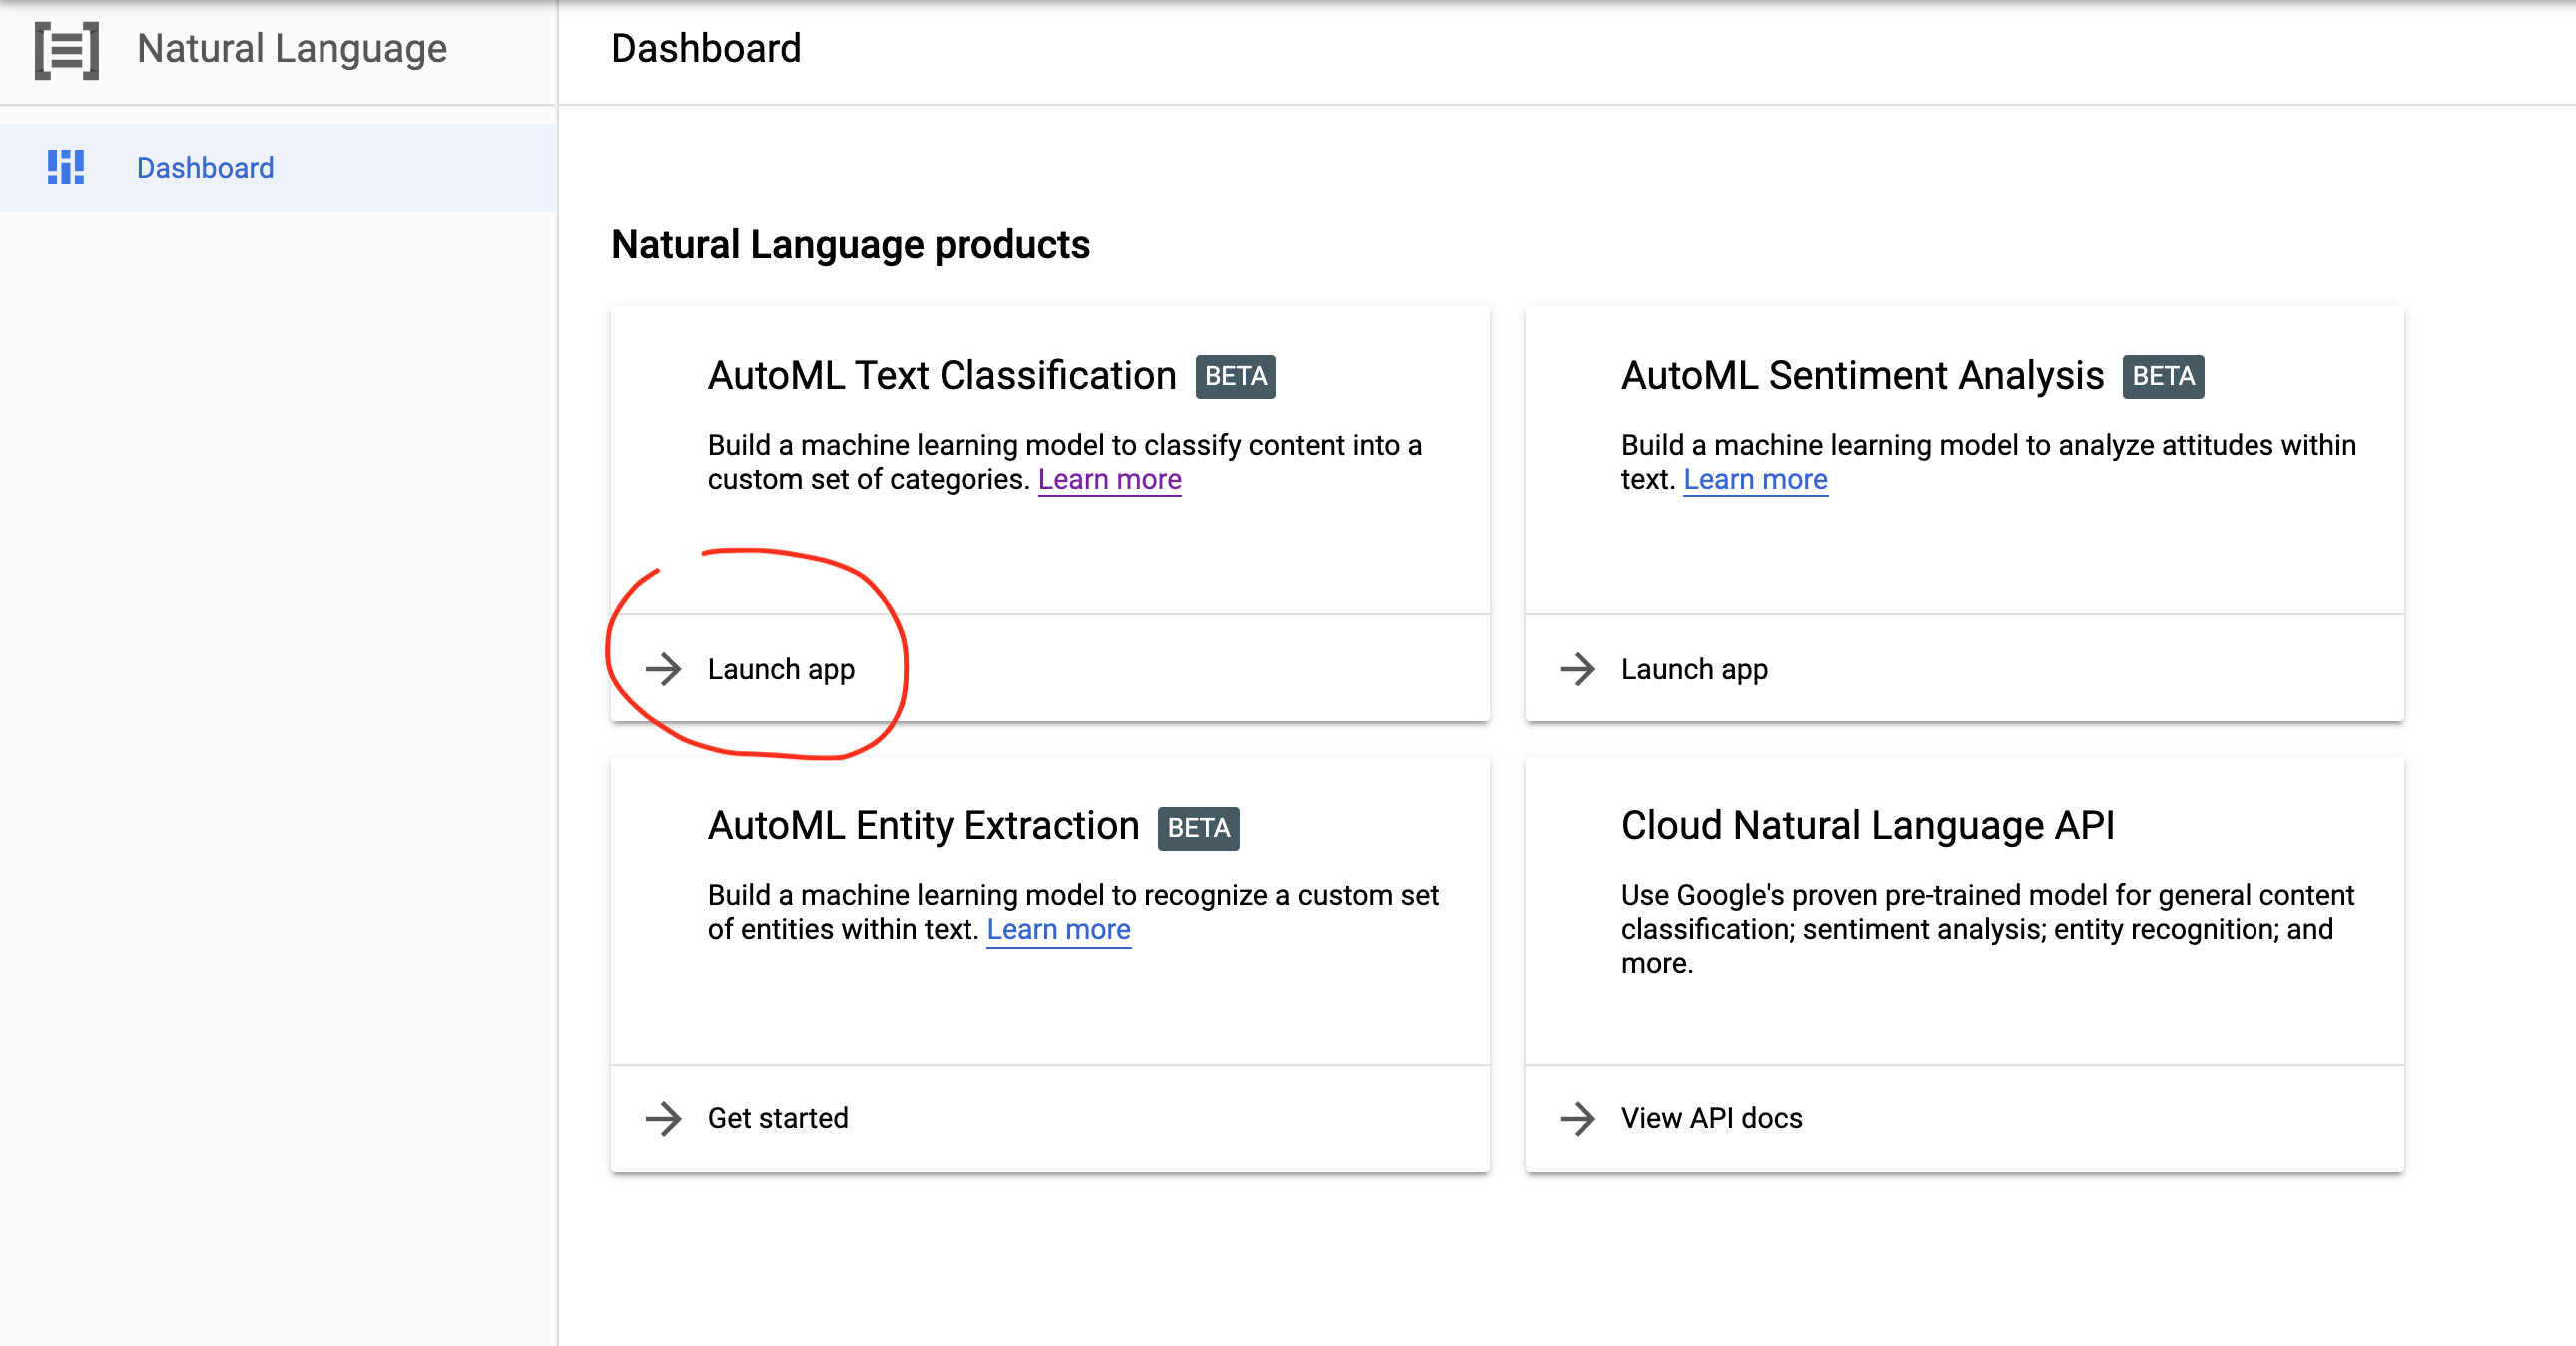 Natural Language
Dashboard
Dashboard
Natural Language products
AutoML Text Classification BETA
Build a machine learning model to classify content into a
custom set of categories. Learn more
Launch app
AutoML Sentiment Analysis BETA
Build a machine learning model to analyze attitudes within
text. Learn more
Launch app
AutoML Entity Extraction BETA
Build a machine learning model to recognize a custom set
of entities within text. Learn more
Get started
Cloud Natural Language API
Use Google's proven pre-trained model for general content
classification; sentiment analysis; entity recognition; and
more.
View API docs